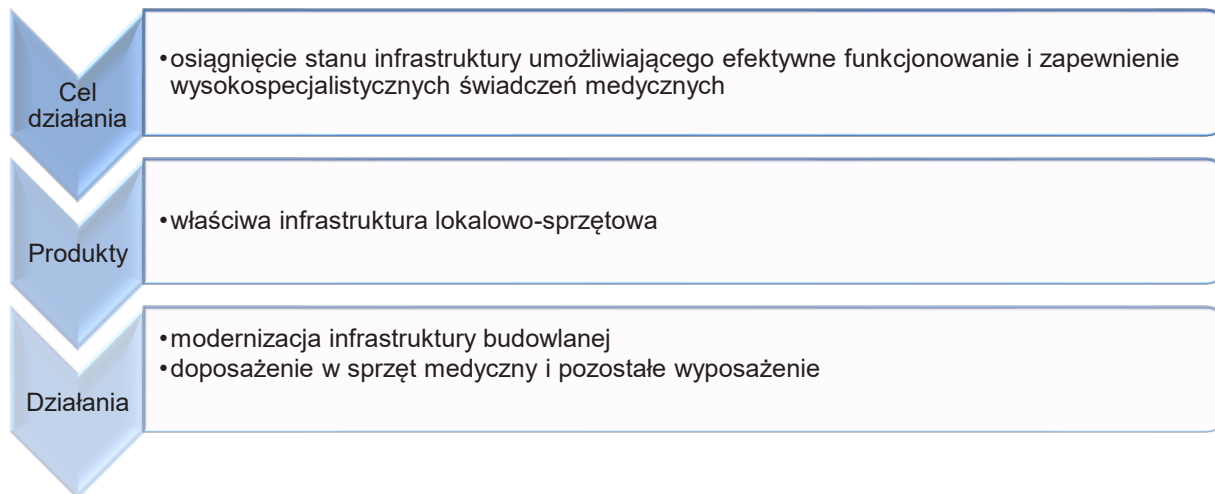 Cel
działania
•osiągnięcie stanu infrastruktury umożliwiającego efektywne funkcjonowanie i zapewnienie
wysokospecjalistycznych świadczeń medycznych
Produkty
•właściwa infrastruktura lokalowo-sprzętowa
Działania
•modernizacja infrastruktury budowlanej
•doposażenie w sprzęt medyczny i pozostałe wyposażenie